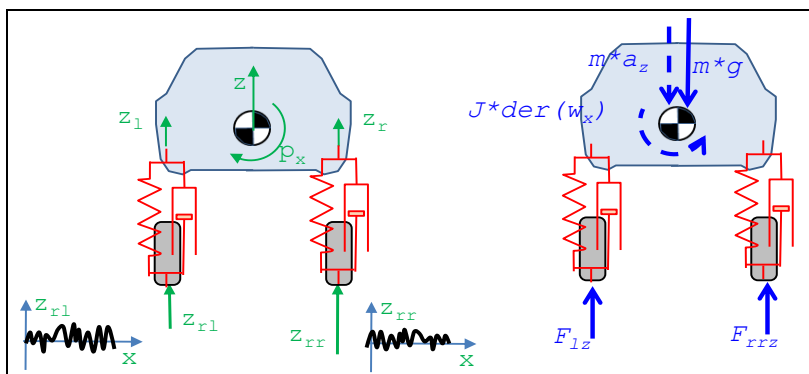 z
z_l
z_r
p_x
z_rl
x
z_rl
z_rr
z_rr
x
m*a_z
m*g
J*der(w_x)
F_lz
F_rrz